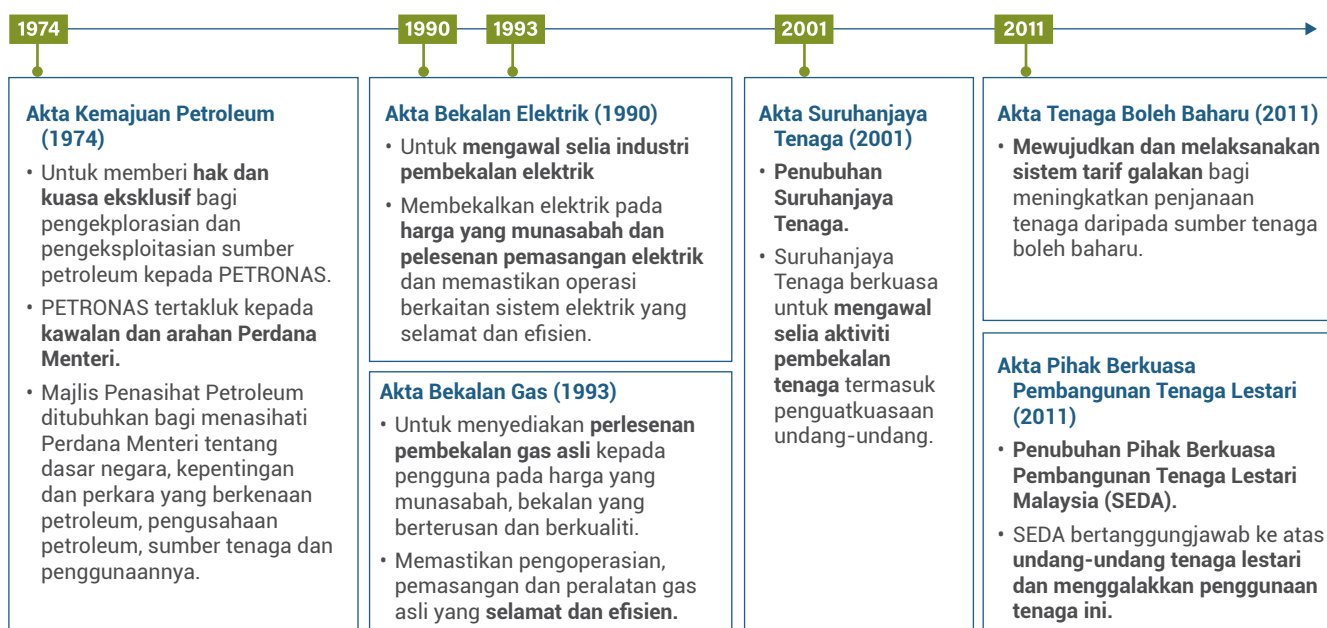 1974
1990
1993
2001
2011
Akta Kemajuan Petroleum
(1974)
• Untuk memberi hak dan
kuasa eksklusif bagi
pengekplorasian dan
pengeksploitasian sumber
petroleum kepada PETRONAS.
• PETRONAS tertakluk kepada
kawalan dan arahan Perdana
Menteri.
• Majlis Penasihat Petroleum
ditubuhkan bagi menasihati
Perdana Menteri tentang
dasar negara, kepentingan
dan perkara yang berkenaan
petroleum, pengusahaan
petroleum, sumber tenaga dan
penggunaannya.
Akta Bekalan Elektrik (1990)
• Untuk mengawal selia industri
pembekalan elektrik
• Membekalkan elektrik pada
harga yang munasabah dan
pelesenan pemasangan elektrik
dan memastikan operasi
berkaitan sistem elektrik yang
selamat dan efisien.
Akta Bekalan Gas (1993)
• Untuk menyediakan perlesenan
pembekalan gas asli kepada
pengguna pada harga yang
munasabah, bekalan yang
berterusan dan berkualiti.
• Memastikan pengoperasian,
pemasangan dan peralatan gas
asli yang selamat dan efisien.
Akta Suruhanjaya
Tenaga (2001)
• Penubuhan
Suruhanjaya
Tenaga.
• Suruhanjaya
Tenaga berkuasa
untuk mengawal
selia aktiviti
pembekalan
tenaga termasuk
penguatkuasaan
undang-undang.
Akta Tenaga Boleh Baharu (2011)
• Mewujudkan dan melaksanakan
sistem tarif galakan bagi
meningkatkan penjanaan
tenaga daripada sumber tenaga
boleh baharu.
Akta Pihak Berkuasa
Pembangunan Tenaga Lestari
(2011)
• Penubuhan Pihak Berkuasa
Pembangunan Tenaga Lestari
Malaysia (SEDA).
• SEDA bertanggungjawab ke atas
undang-undang tenaga lestari
dan menggalakkan penggunaan
tenaga ini.